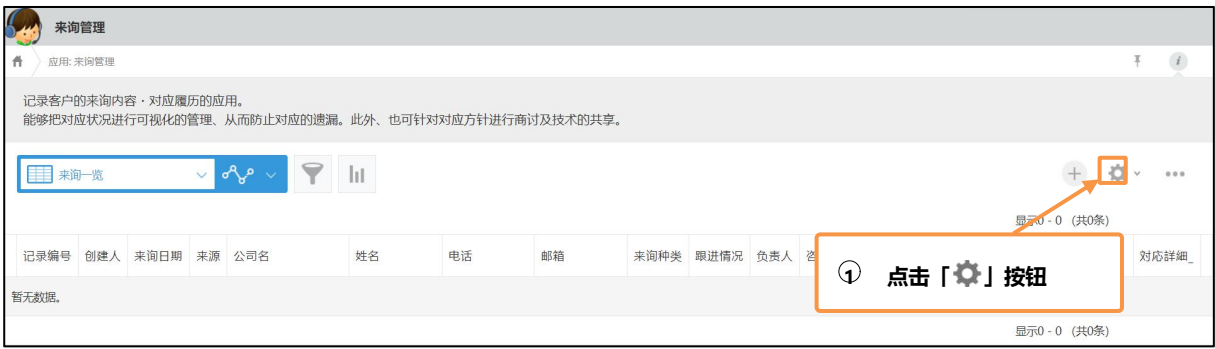 来询管理
应用: 来询管理
记录客户的来询内容・对应履历的应用。
能够把对应状况进行可视化的管理、从而防止对应的遗漏。此外、也可针对对应方针进行商讨及技术的共享。
来询一览
显示0 - 0 (共0条)
记录编号 创建人 来询日期 来源 公司名 姓名 电话 邮箱 来询种类 跟进情况 负责人 对応詳細_
① 点击「」按钮
暂无数据。
显示0 - 0 (共0条)